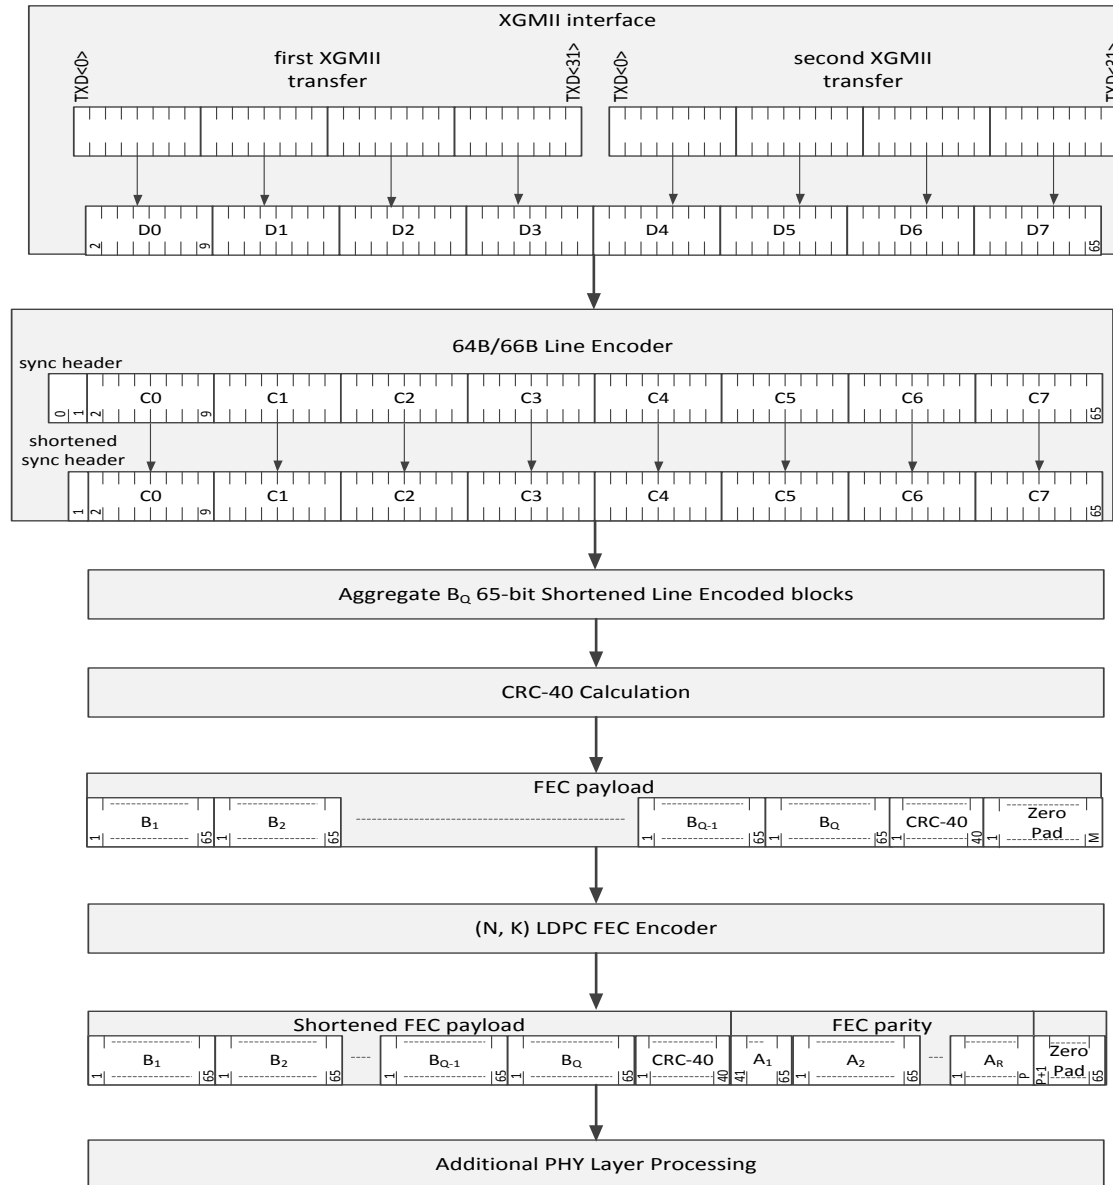 XGMII interface
TXD<0>
first XGMII
transfer
TXD<31>
TXD<0>
second XGMII
transfer
TXD<31>
D0 D1 D2 D3 D4 D5 D6 D7
2 9 65
64B/66B Line Encoder
sync header
C0 C1 C2 C3 C4 C5 C6 C7
0 1 2 9 65
shortened
sync header
C0 C1 C2 C3 C4 C5 C6 C7
1 2 9 65
Aggregate BQ 65-bit Shortened Line Encoded blocks
CRC-40 Calculation
FEC payload
B1 B2 BQ-1 BQ CRC-40 Zero
Pad
1 65 1 65 1 65 1 65 1 40 1 M
(N, K) LDPC FEC Encoder
Shortened FEC payload FEC parity
B1 B2 BQ-1 BQ CRC-40 A1 A2 AR Zero
Pad
1 65 1 65 1 65 1 65 1 40 41 65 1 65 1 P P+1 65
Additional PHY Layer Processing